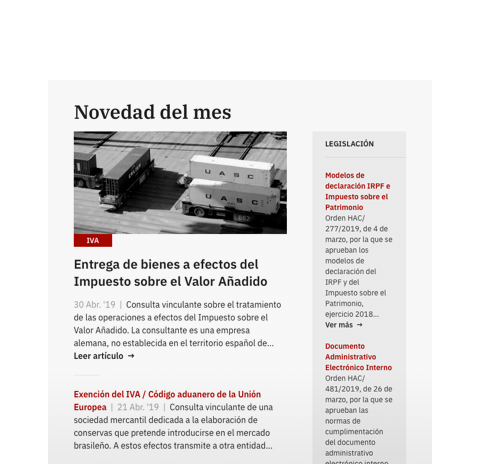 Novedad del mes
UASC
UASC
IVA
Entrega de bienes a efectos del
Impuesto sobre el Valor Añadido
30 Abr. '19 | Consulta vinculante sobre el tratamiento
de las operaciones a efectos del Impuesto sobre el
Valor Añadido. La consultante es una empresa
alemana, no establecida en el territorio español de...
Leer artículo →
Exención del IVA / Código aduanero de la Unión
Europea | 21 Abr. '19 | Consulta vinculante de una
sociedad mercantil dedicada a la elaboración de
conservas que pretende introducirse en el mercado
brasileño. A estos efectos transmite a otra entidad...
LEGISLACIÓN
Modelos de
declaración IRPF e
Impuesto sobre el
Patrimonio
Orden HAC/
277/2019, de 4 de
marzo, por la que se
aprueban los
modelos de
declaración del
IRPF y del
Impuesto sobre el
Patrimonio,
ejercicio 2018...
Ver más →
Documento
Administrativo
Electrónico Interno
Orden HAC/
481/2019, de 26 de
marzo, por la que se
aprueban las
normas de
cumplimentación
del documento
administrativo
electrónico interno